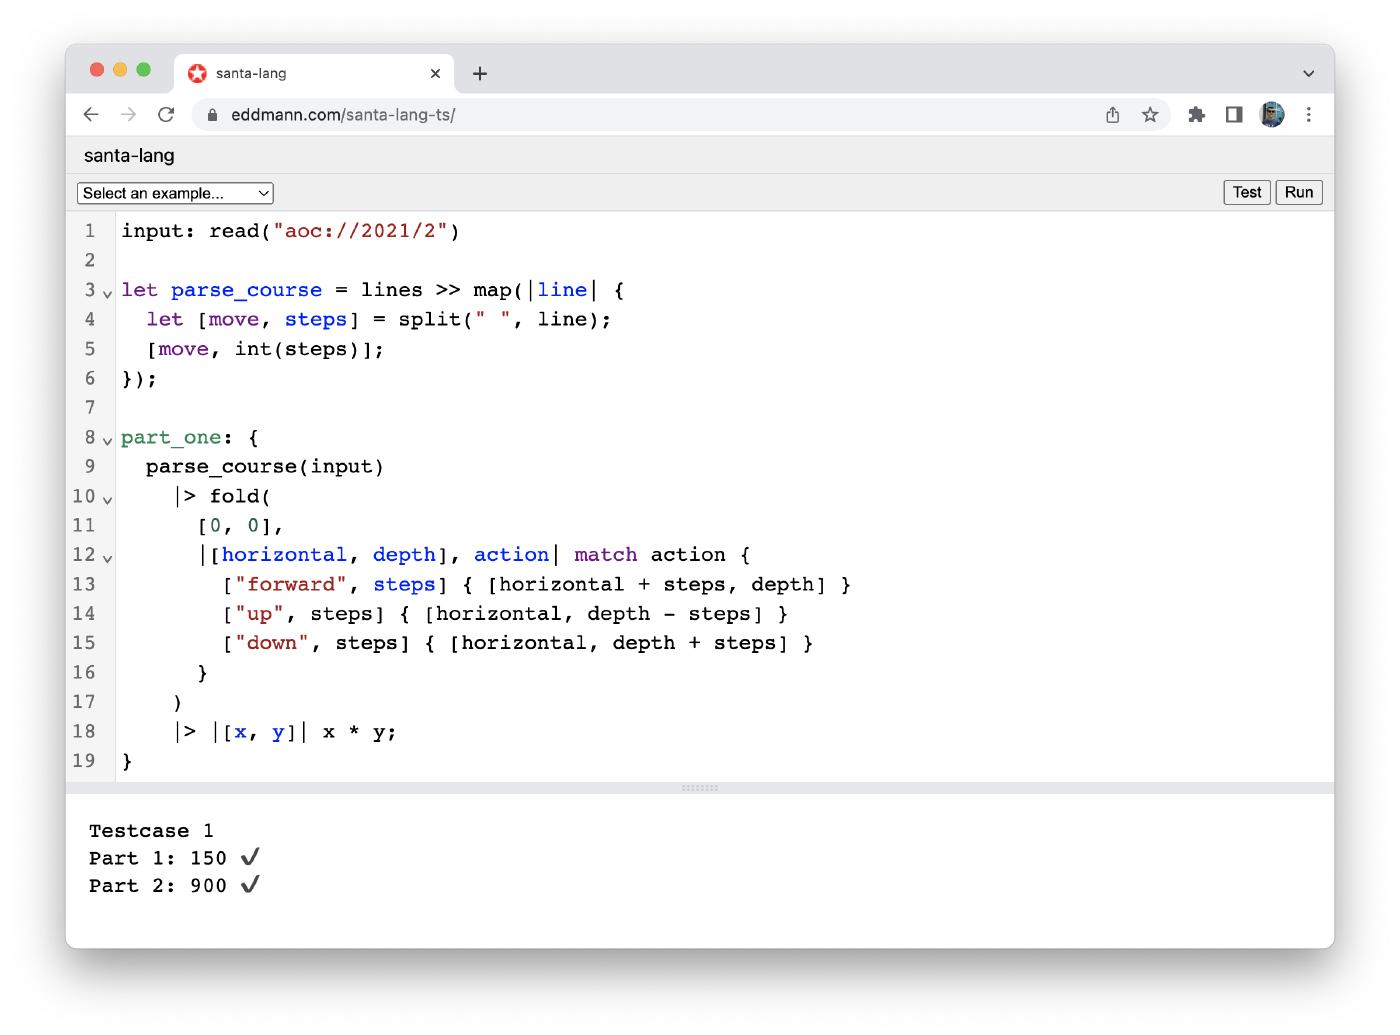 santa-lang
eddmann.com/santa-lang-ts/
santa-lang
Select an example...
Test Run
1 input: read("aoc://2021/2")
2
3 let parse_course = lines >> map(|line| {
4   let [move, steps] = split(" ", line);
5   [move, int(steps)];
6 });
7
8 part_one: {
9   parse_course(input)
10     |> fold(
11       [0, 0],
12       |[horizontal, depth], action| match action {
13         ["forward", steps] { [horizontal + steps, depth] }
14         ["up", steps] { [horizontal, depth - steps] }
15         ["down", steps] { [horizontal, depth + steps] }
16       }
17     )
18     |> |[x, y]| x * y;
19 }
Testcase 1
Part 1: 150 ✔
Part 2: 900 ✔